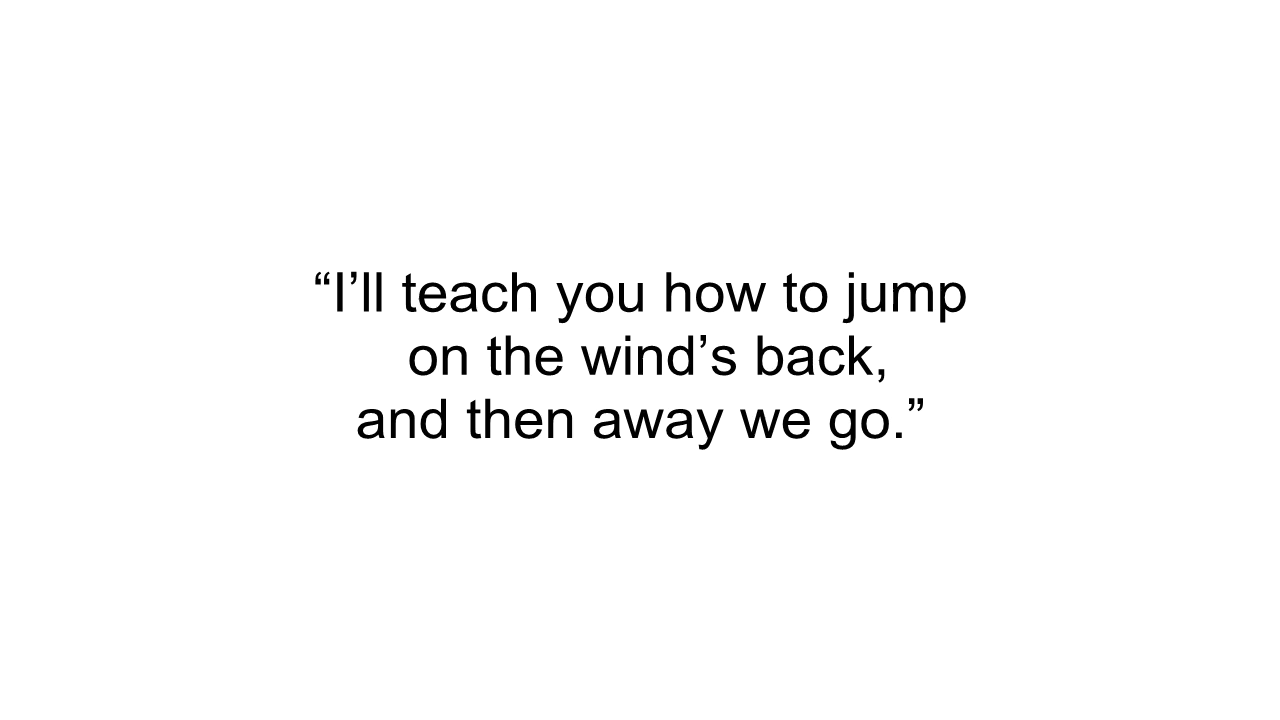 “I’ll teach you how to jump
on the wind’s back,
and then away we go.”